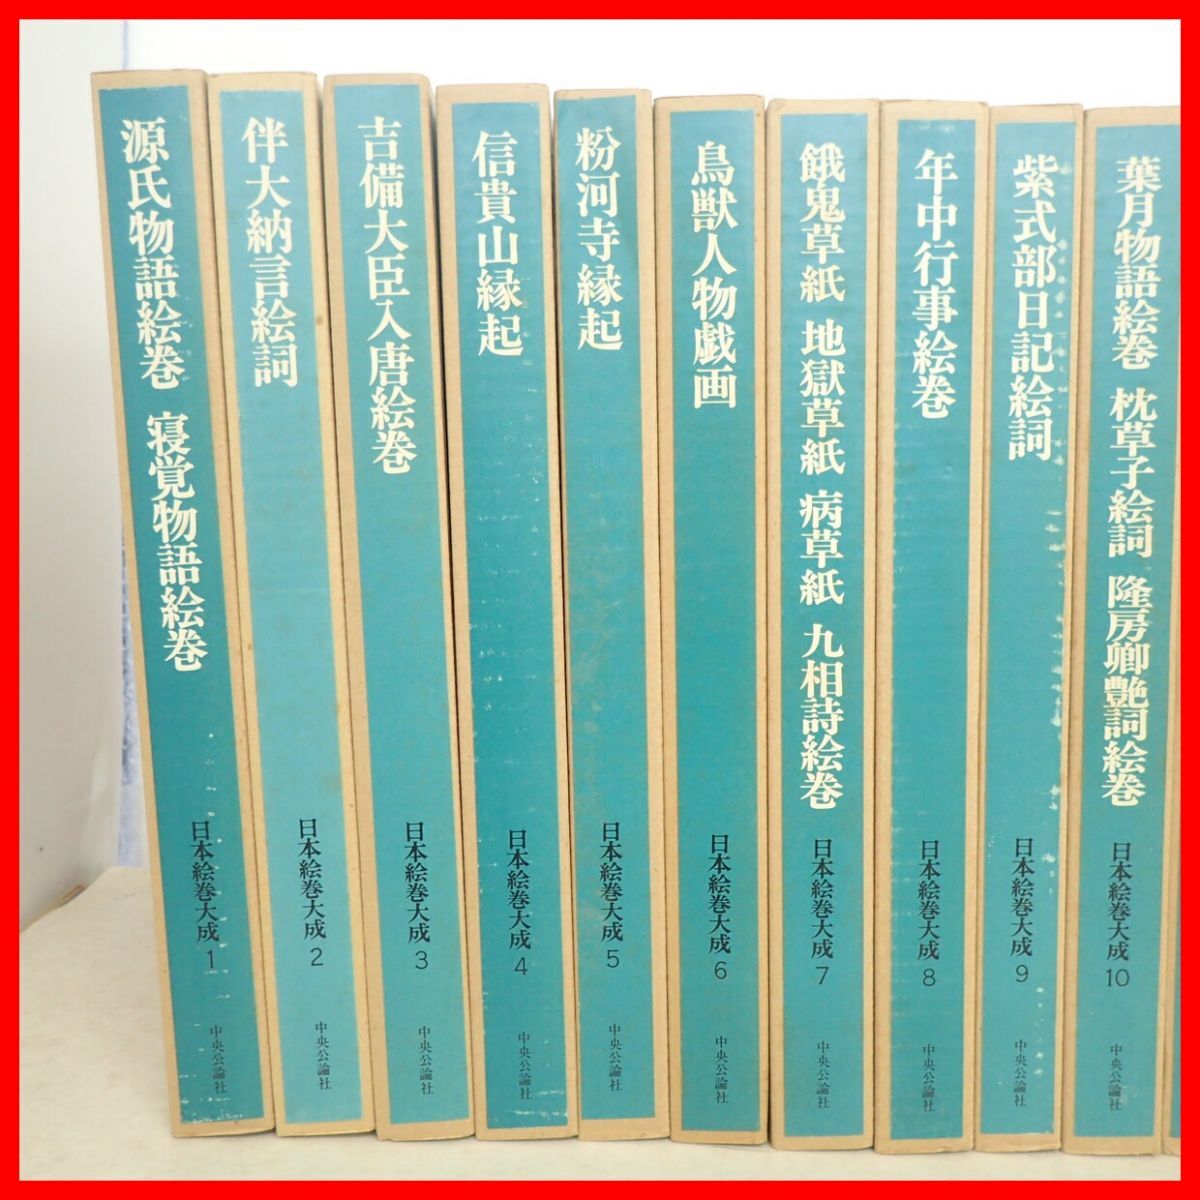 源氏物語絵巻 寝覚物語絵巻
日本絵巻大成 1
中央公論社
伴大納言絵詞
日本絵巻大成 2
中央公論社
吉備大臣入唐絵巻
日本絵巻大成 3
中央公論社
信貴山縁起
日本絵巻大成 4
中央公論社
粉河寺縁起
日本絵巻大成 5
中央公論社
鳥獣人物戯画
日本絵巻大成 6
中央公論社
餓鬼草紙 地獄草紙 病草紙 九相詩絵巻
日本絵巻大成 7
中央公論社
年中行事絵巻
日本絵巻大成 8
中央公論社
紫式部日記絵詞
日本絵巻大成 9
中央公論社
葉月物語絵巻 枕草子絵詞 隆房卿艶詞絵巻
日本絵巻大成 10
中央公論社